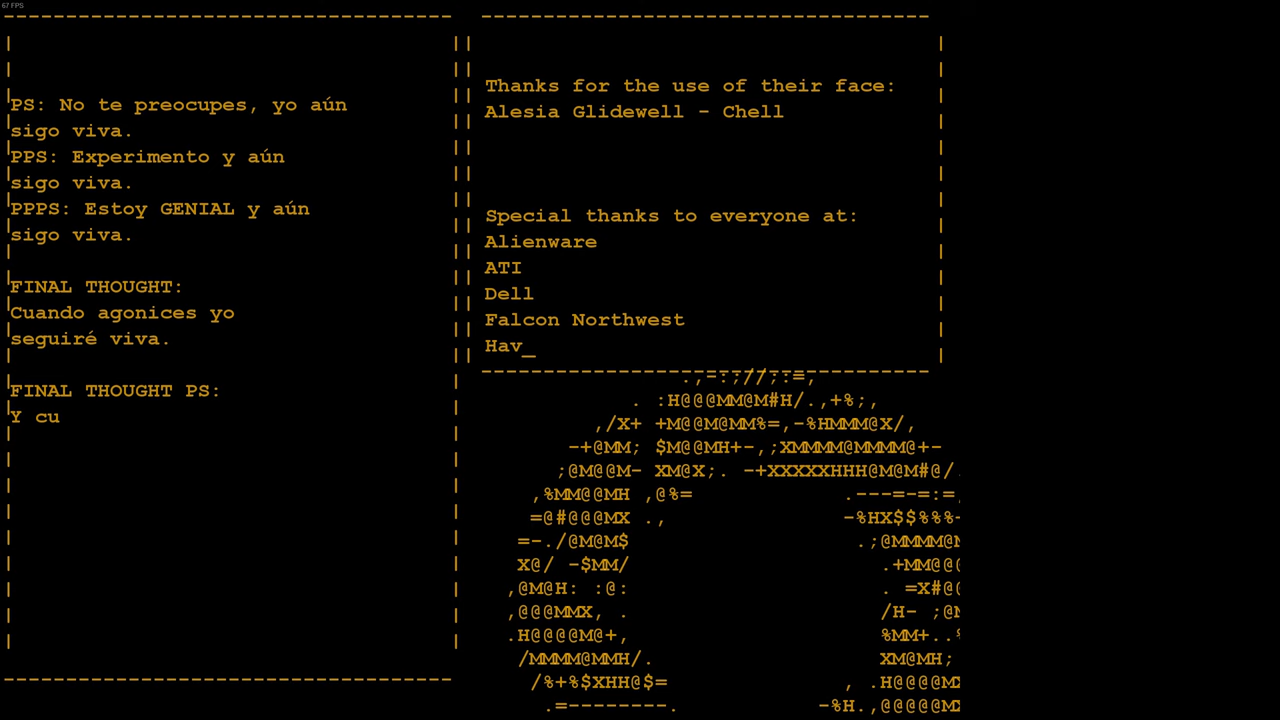 67 FPS
PS: No te preocupes, yo aún
sigo viva.
PPS: Experimento y aún
sigo viva.
PPPS: Estoy GENIAL y aún
sigo viva.
FINAL THOUGHT:
Cuando agonices yo
seguiré viva.
FINAL THOUGHT PS:
Y cu
Thanks for the use of their face:
Alesia Glidewell - Chell
Special thanks to everyone at:
Alienware
ATI
Dell
Falcon Northwest
Hav_